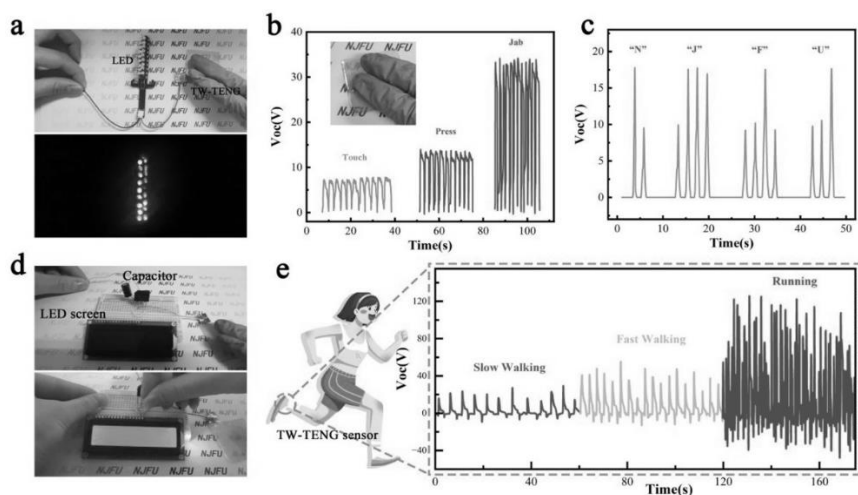 a
LED
TW-TENG
b
Voc(V)
40
30
20
10
0
NJFU
Touch
Press
Jab
0 20 40 60 80 100
Time(s)
c
Voc(V)
20
15
10
5
0
"N" "J" "F" "U"
0 10 20 30 40 50
Time(s)
d
Capacitor
LED screen
NJFU
e
TW-TENG sensor
Voc(V)
120
80
40
0
-40
Slow Walking
Fast Walking
Running
0 40 80 120 160
Time(s)